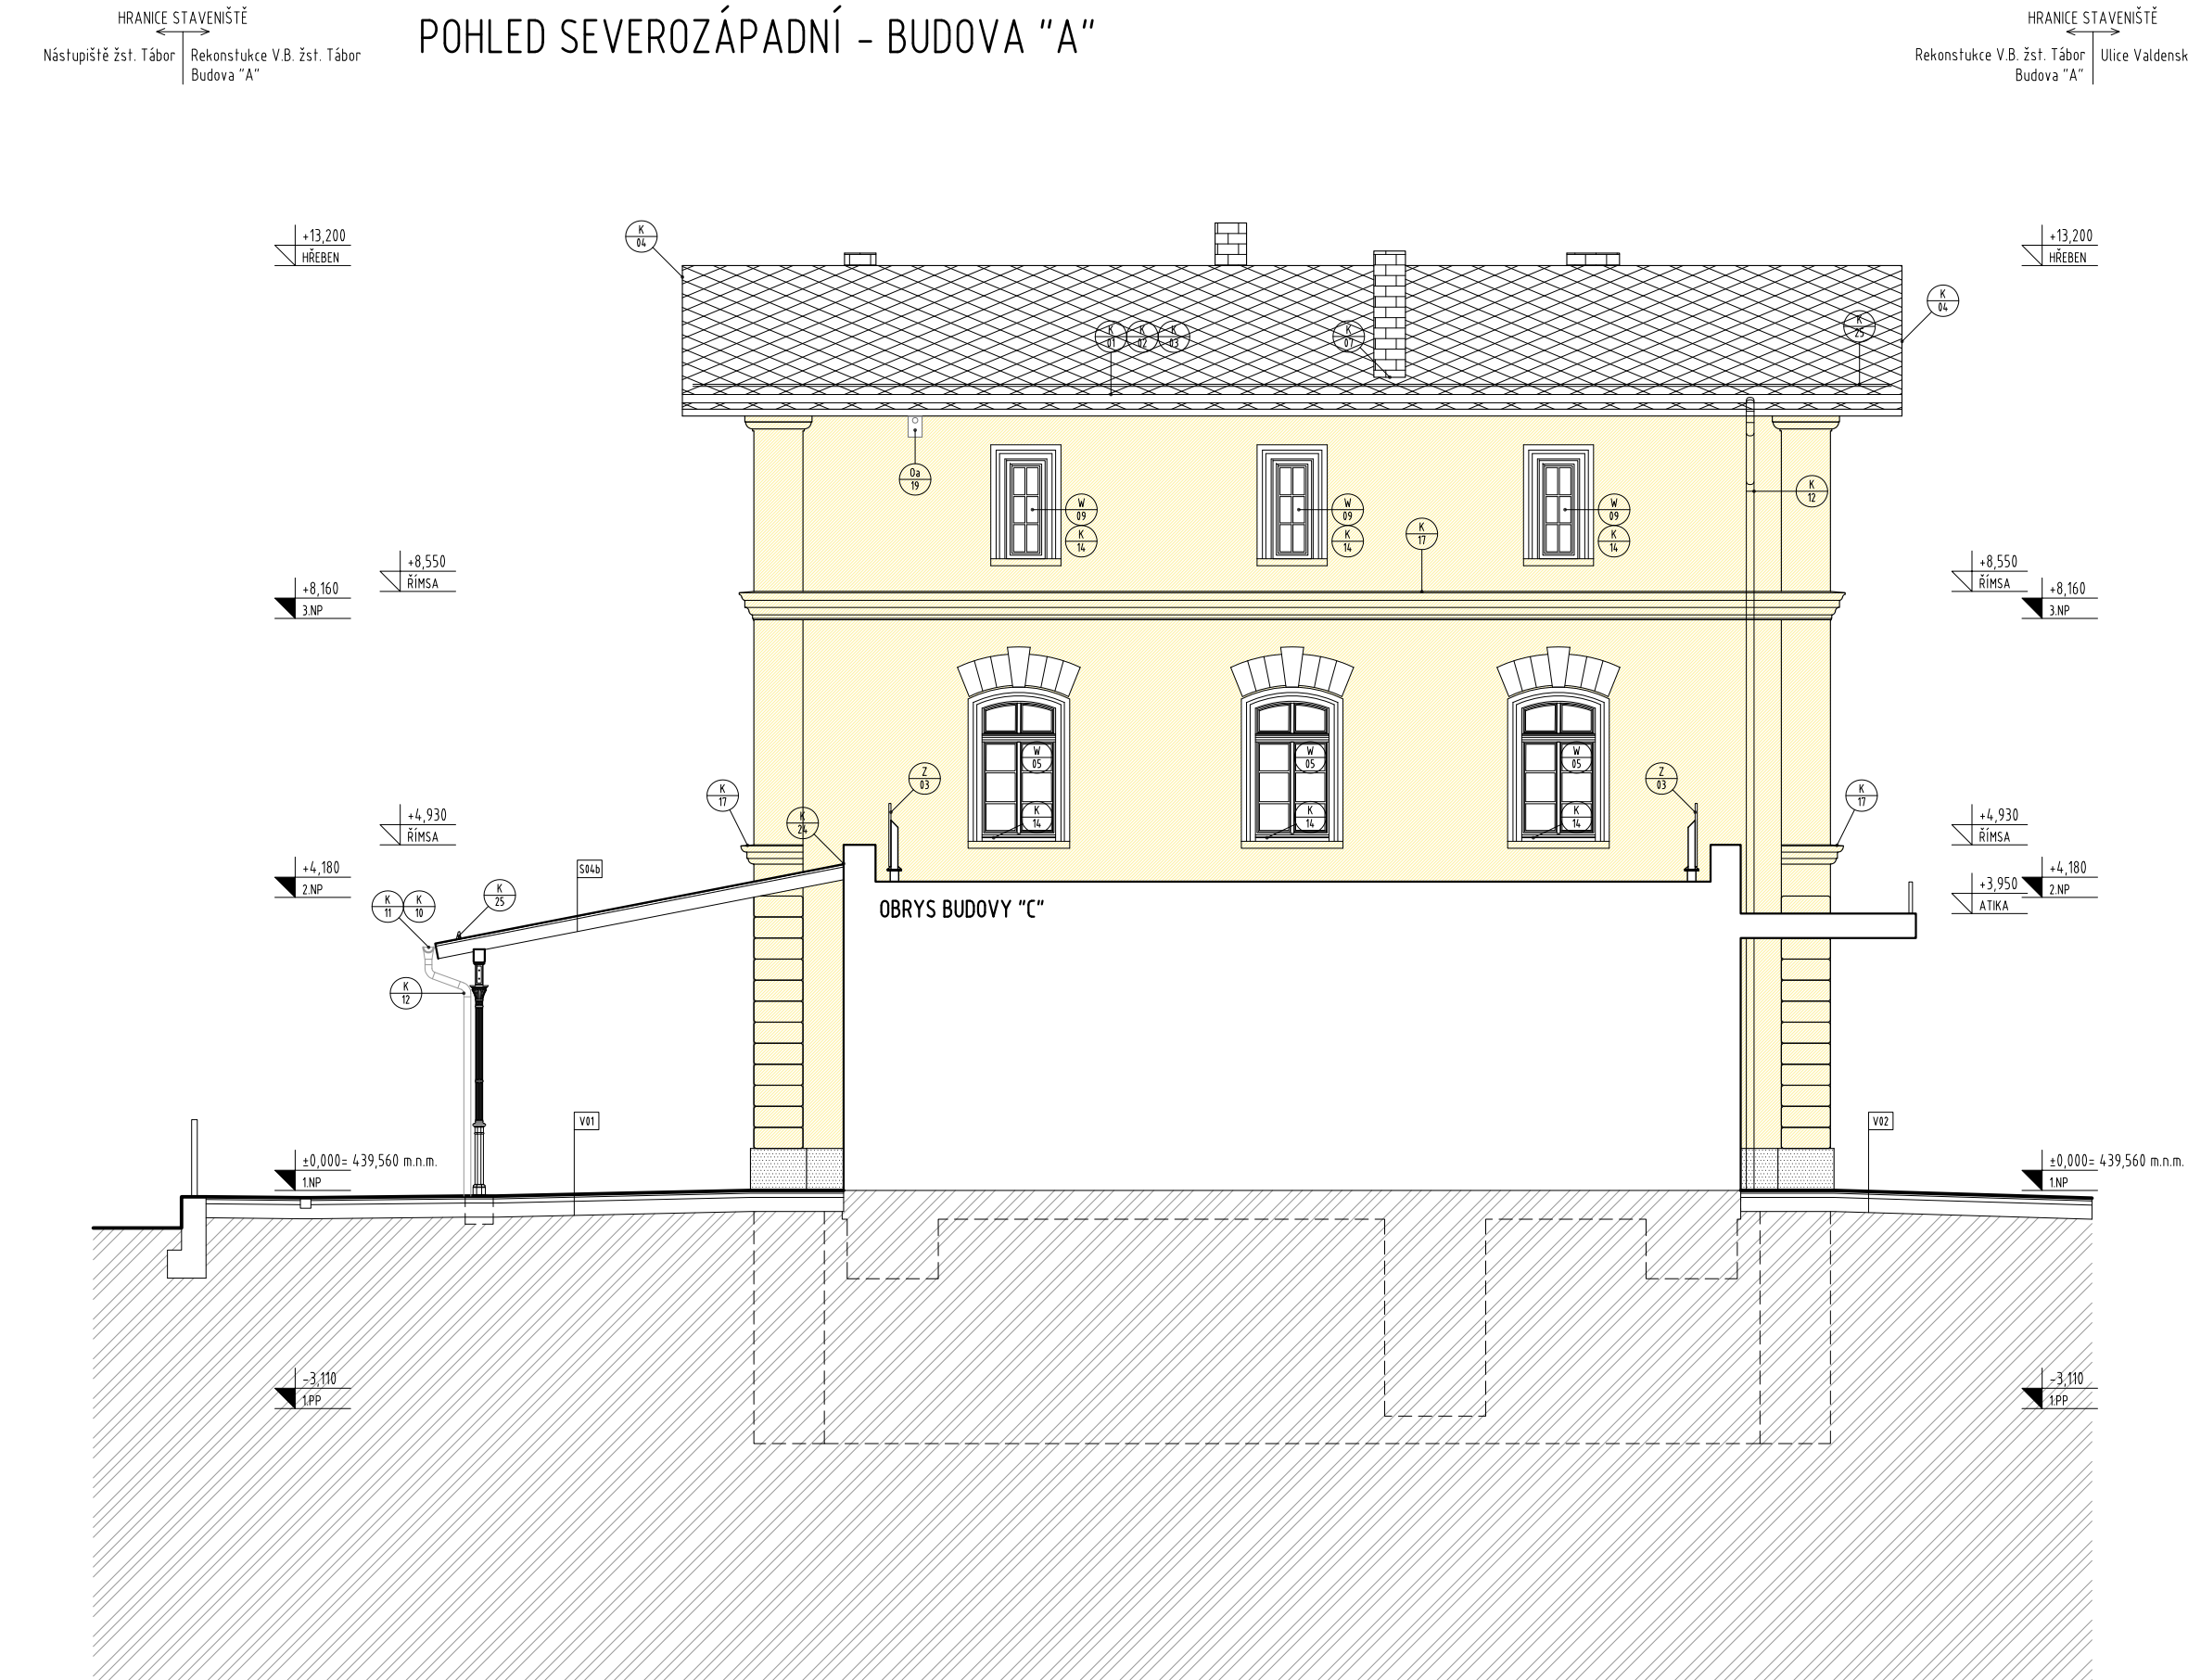 HRANICE STAVENIŠTĚ
Nástupiště žst. Tábor
Rekonstukce V.B. žst. Tábor
Budova "A"
POHLED SEVEROZÁPADNÍ - BUDOVA "A"
HRANICE STAVENIŠTĚ
Rekonstukce V.B. žst. Tábor
Budova "A"
Ulice Valdensk
+13,200
HŘEBEN
K
04
+13,200
HŘEBEN
K
04
K
01
K
02
K
03
K
07
K
25
Oa
19
W
09
K
14
W
09
K
14
W
09
K
14
K
17
K
12
+8,550
ŘÍMSA
+8,160
3.NP
+8,550
ŘÍMSA
+8,160
3.NP
W
05
K
14
W
05
K
14
W
05
K
14
Z
03
Z
03
K
17
K
24
K
17
+4,930
ŘÍMSA
+4,180
2.NP
S04b
K
11
K
10
K
25
K
12
+4,930
ŘÍMSA
+4,180
2.NP
+3,950
ATIKA
OBRYS BUDOVY "C"
V01
V02
±0,000= 439,560 m.n.m.
1.NP
±0,000= 439,560 m.n.m.
1.NP
-3,110
1.PP
-3,110
1.PP